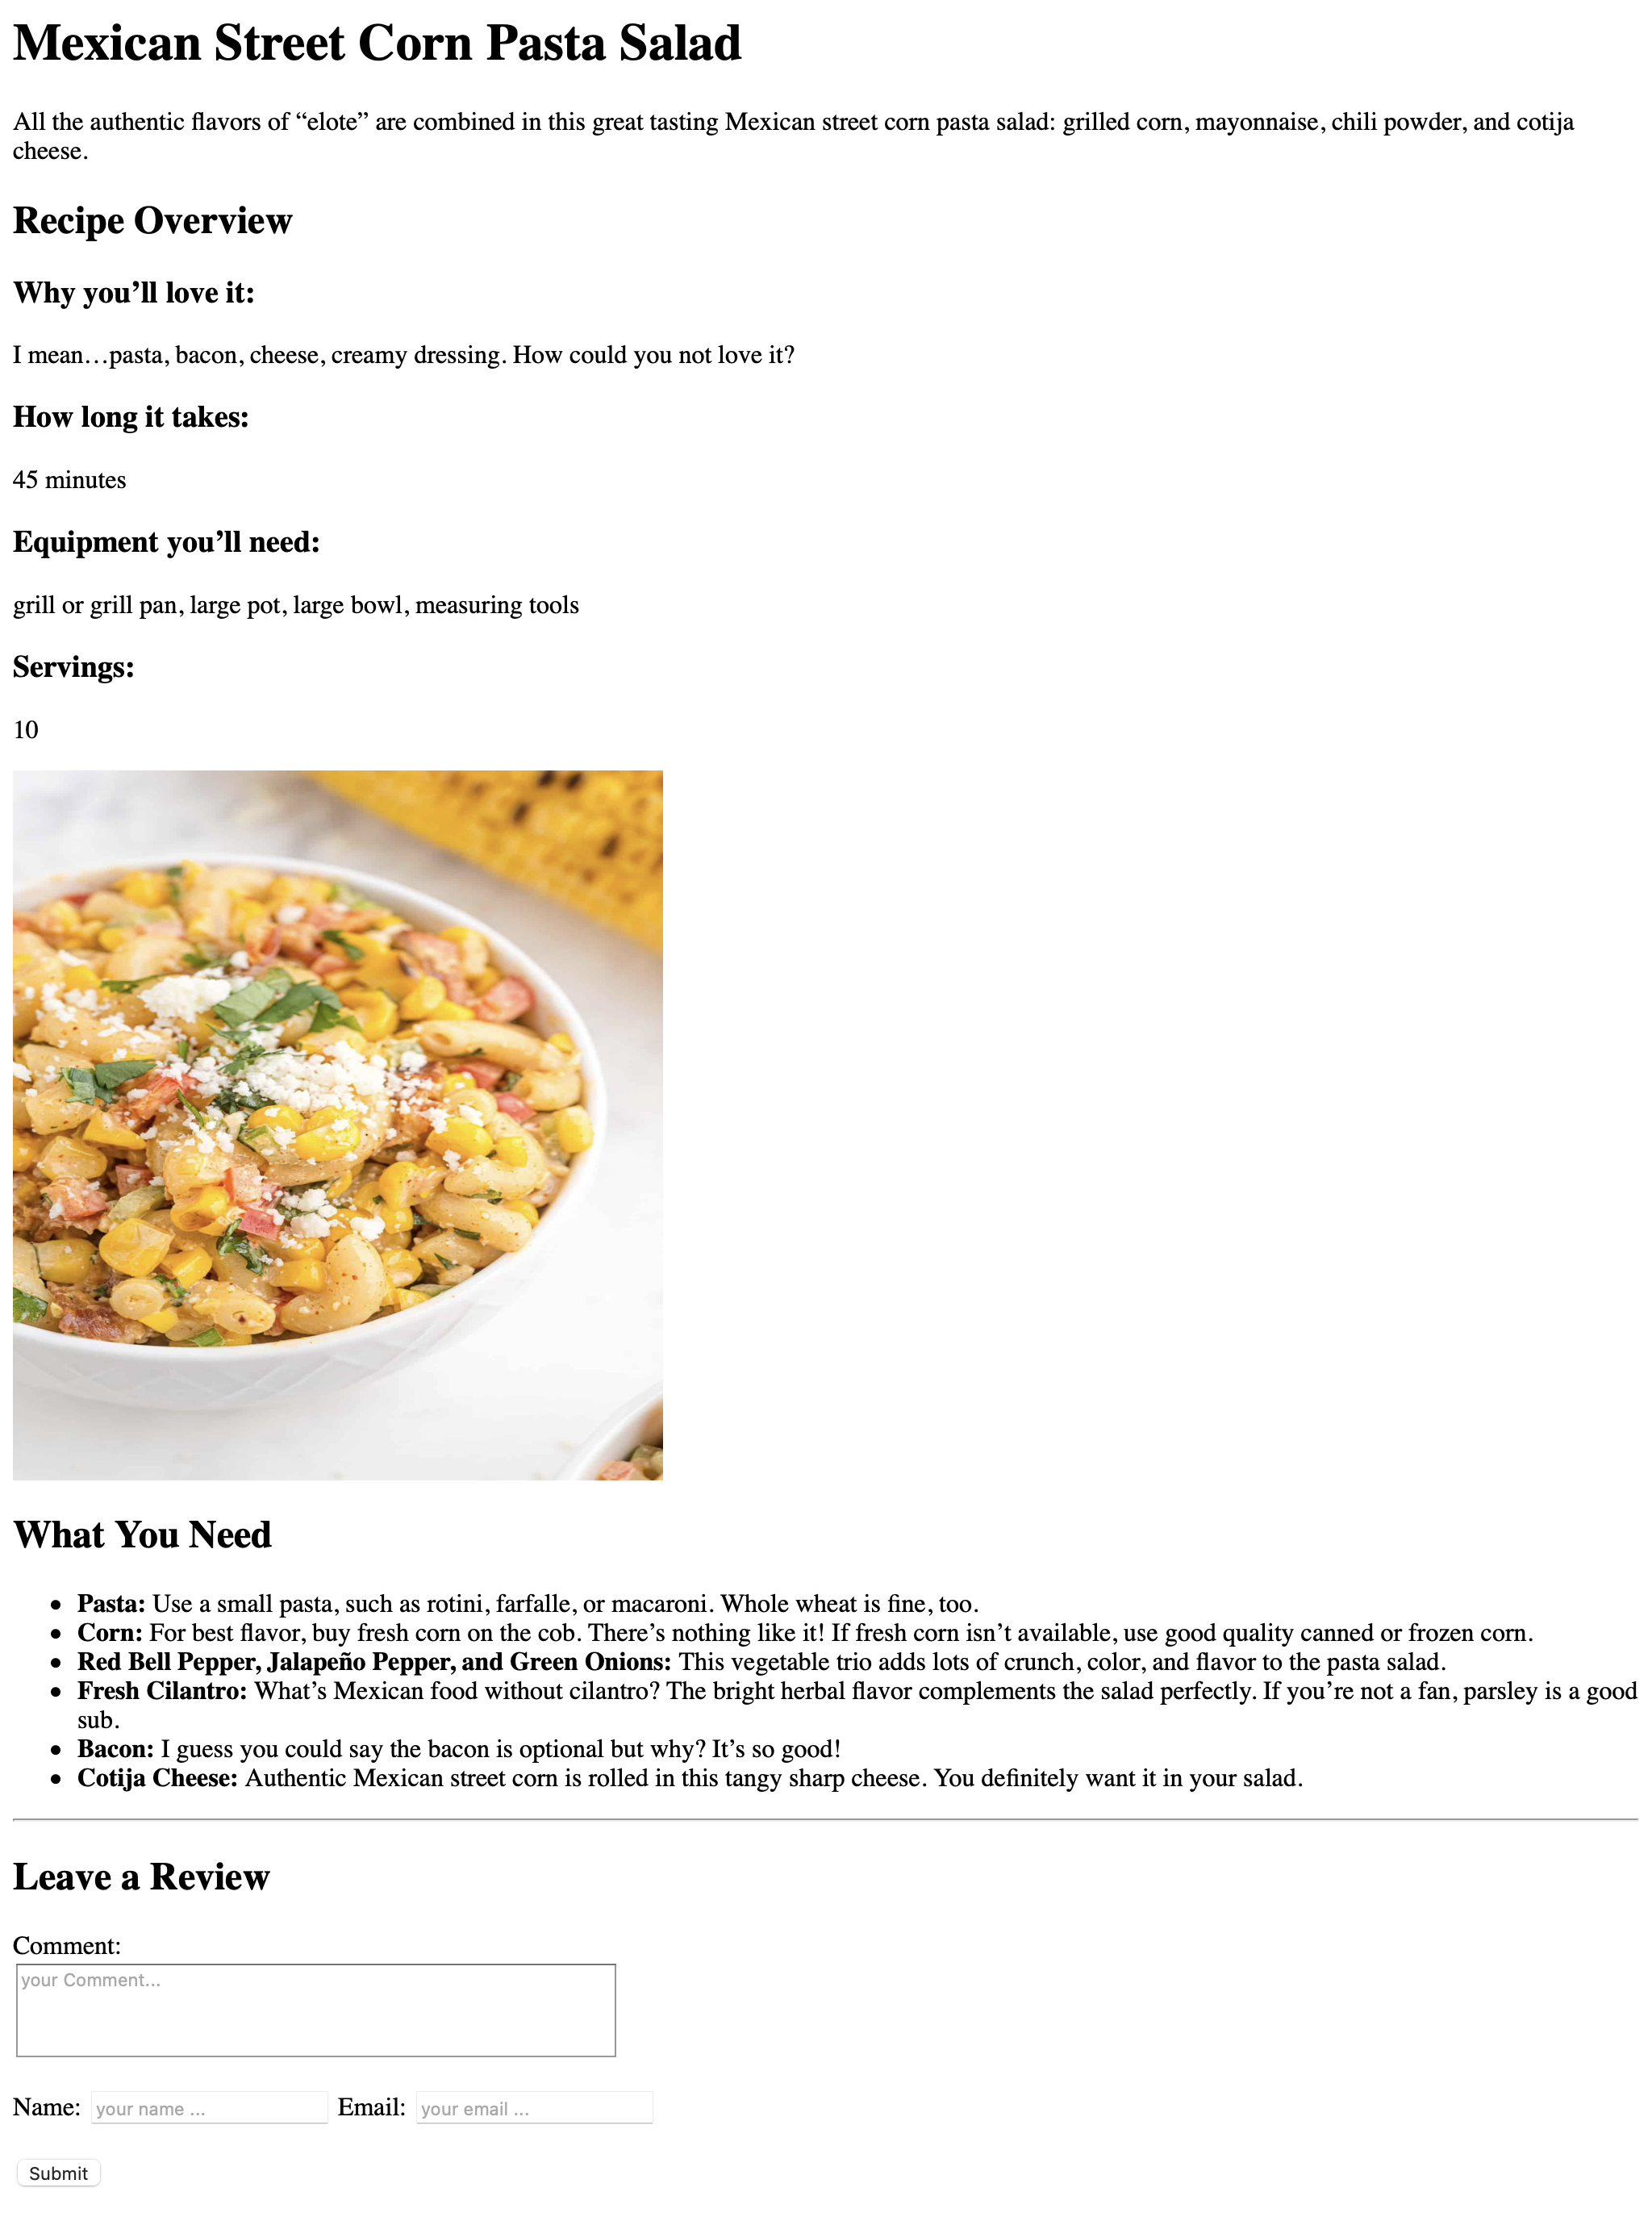 Mexican Street Corn Pasta Salad
All the authentic flavors of “elote” are combined in this great tasting Mexican street corn pasta salad: grilled corn, mayonnaise, chili powder, and cotija
cheese.
Recipe Overview
Why you’ll love it:
I mean…pasta, bacon, cheese, creamy dressing. How could you not love it?
How long it takes:
45 minutes
Equipment you’ll need:
grill or grill pan, large pot, large bowl, measuring tools
Servings:
10
What You Need
• Pasta: Use a small pasta, such as rotini, farfalle, or macaroni. Whole wheat is fine, too.
• Corn: For best flavor, buy fresh corn on the cob. There’s nothing like it! If fresh corn isn’t available, use good quality canned or frozen corn.
• Red Bell Pepper, Jalapeño Pepper, and Green Onions: This vegetable trio adds lots of crunch, color, and flavor to the pasta salad.
• Fresh Cilantro: What’s Mexican food without cilantro? The bright herbal flavor complements the salad perfectly. If you’re not a fan, parsley is a good
sub.
• Bacon: I guess you could say the bacon is optional but why? It’s so good!
• Cotija Cheese: Authentic Mexican street corn is rolled in this tangy sharp cheese. You definitely want it in your salad.
Leave a Review
Comment:
your Comment...
Name: your name ... Email: your email ...
Submit